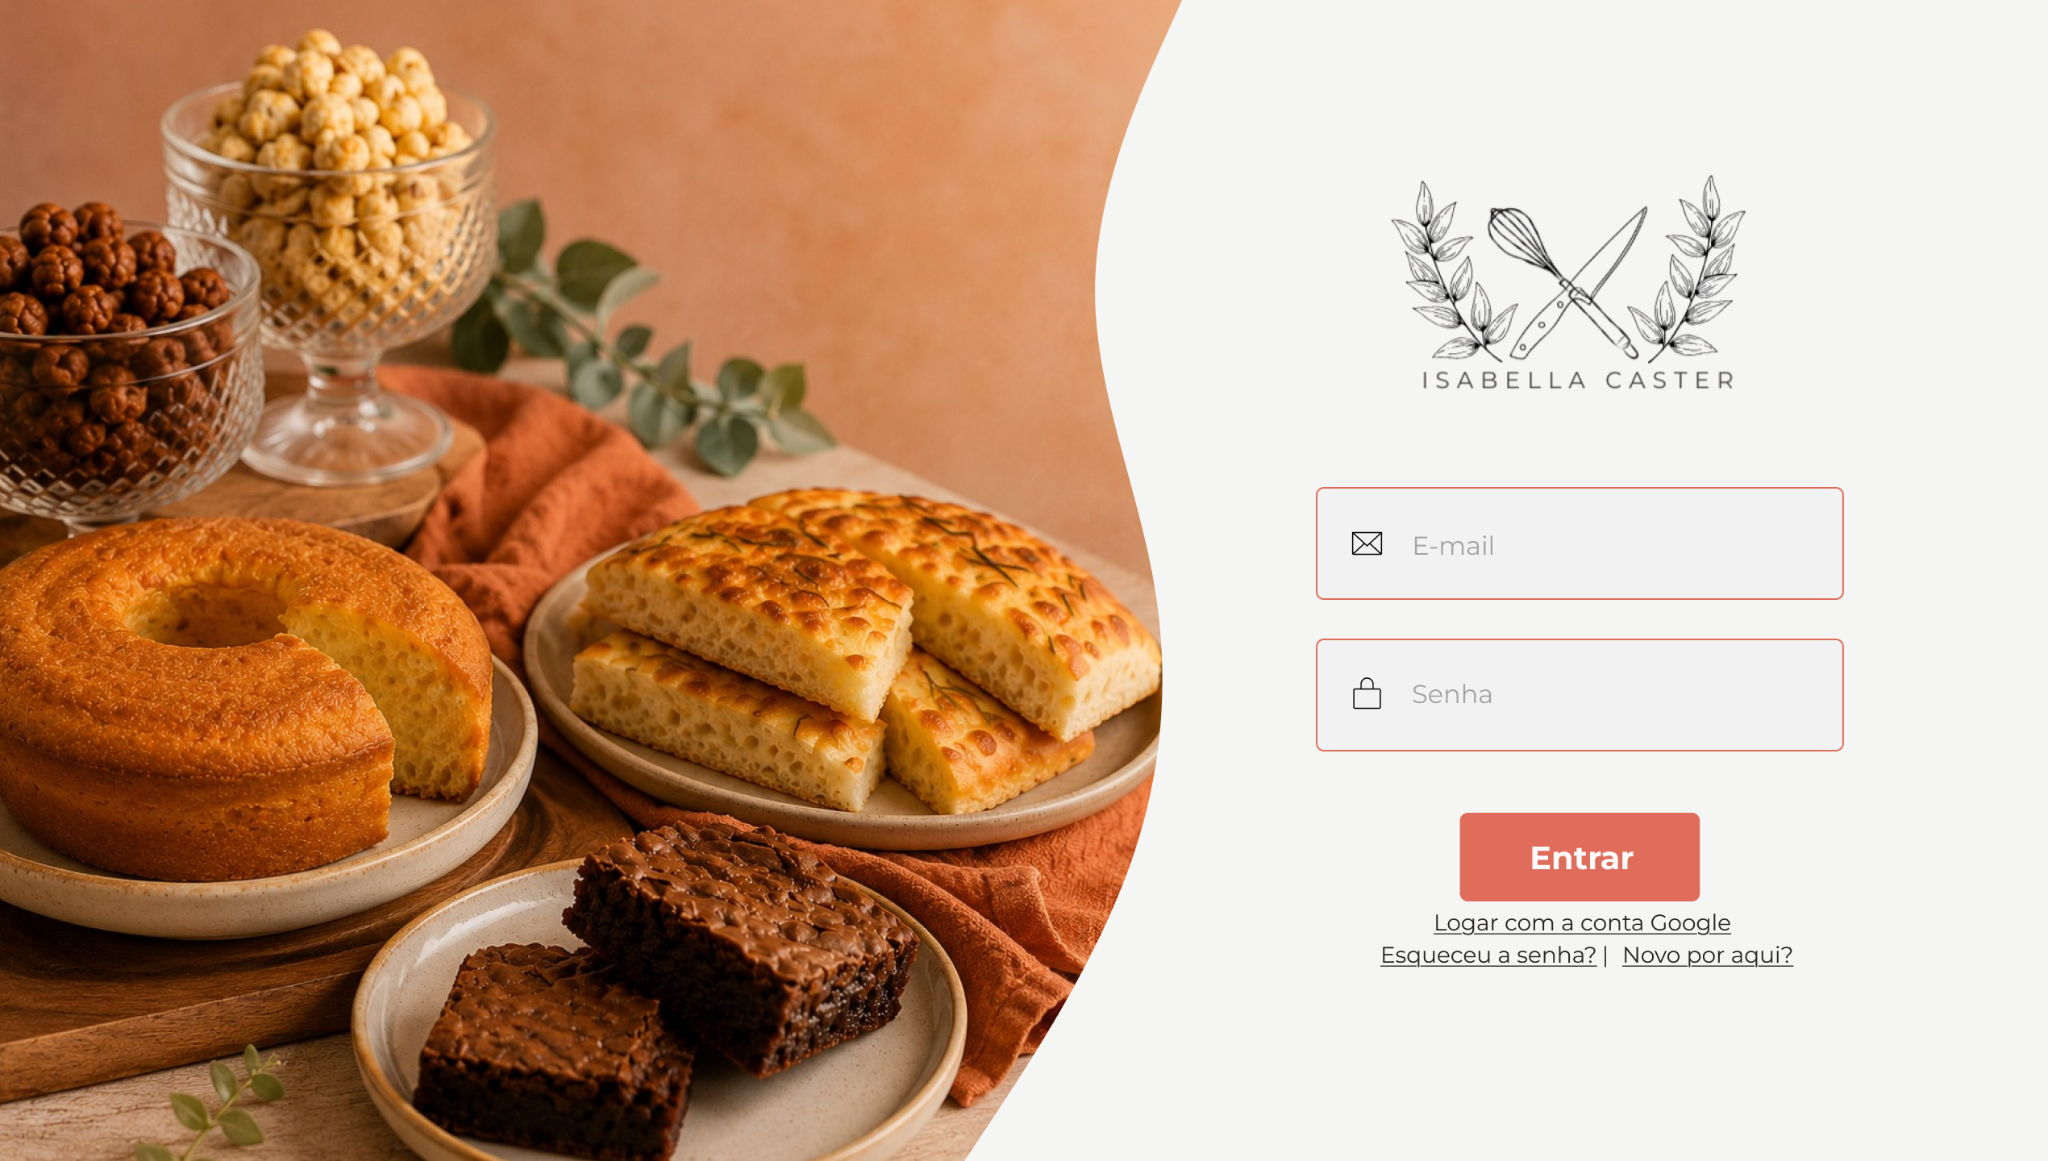 ISABELLA CASTER
E-mail
Senha
Entrar
Logar com a conta Google
Esqueceu a senha? | Novo por aqui?